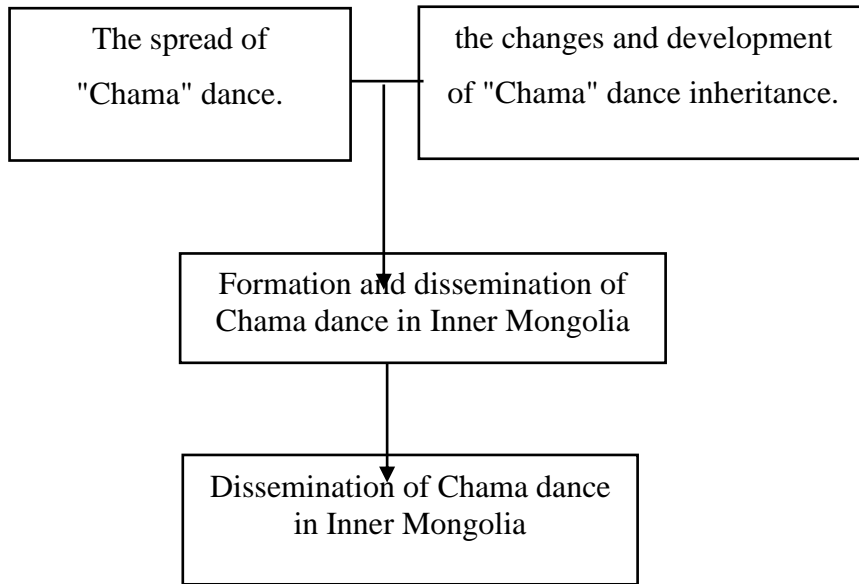 The spread of
"Chama" dance.
the changes and development
of "Chama" dance inheritance.
Formation and dissemination of
Chama dance in Inner Mongolia
Dissemination of Chama dance
in Inner Mongolia